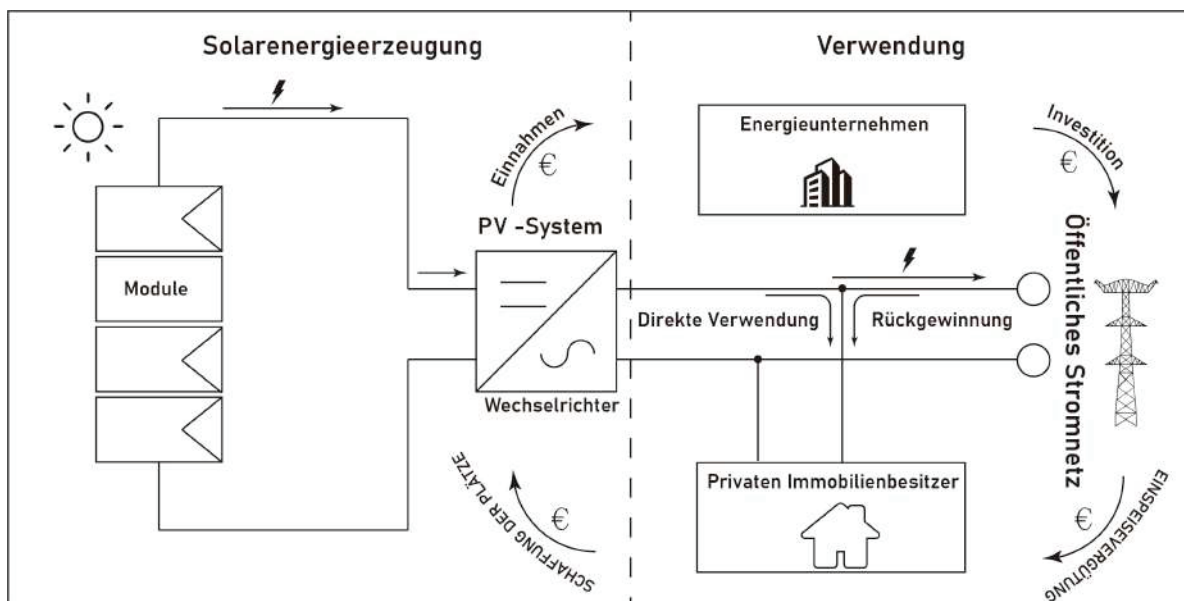 Solarenergieerzeugung
Verwendung
Einnahmen
€
Energieunternehmen
Investition
€
PV -System
Module
Direkte Verwendung
Rückgewinnung
Öffentliches Stromnetz
Wechselrichter
SCHAFFUNG DER PLÄTZE
€
Privaten Immobilienbesitzer
EINSPEISEVERGÜTUNG
€